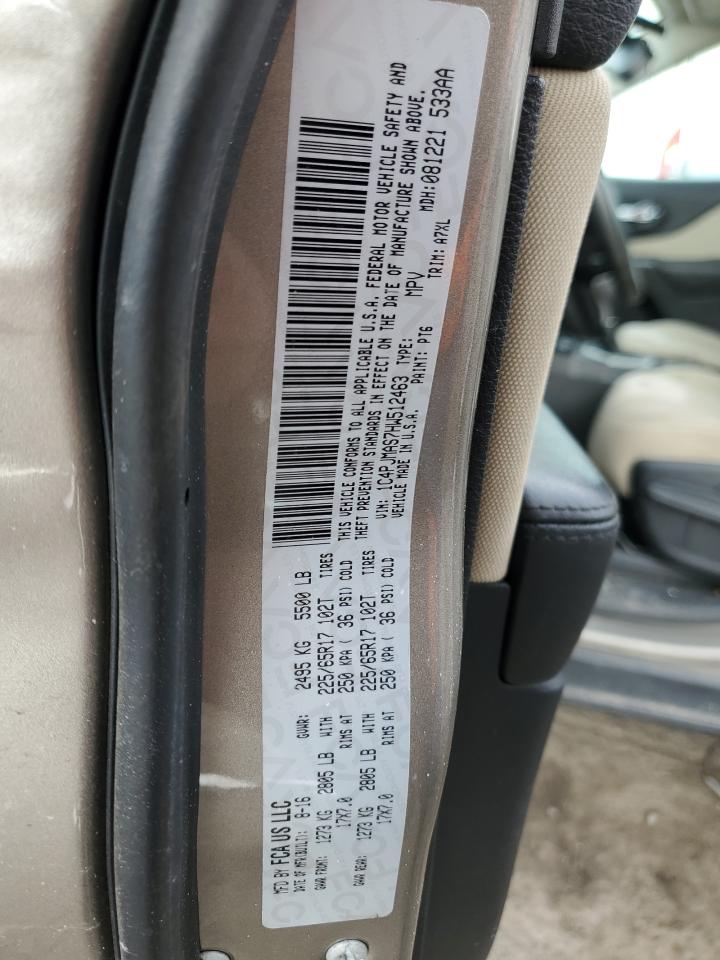 MFD BY FCA US LLC
DATE OF MFR(BUILT): 8-16 GVWR: 2495 KG 5500 LB
GAWR FRONT: 1273 KG 2805 LB WITH 225/65R17 102T TIRES
17X7.0 RIMS AT 250 KPA ( 36 PSI) COLD
GAWR REAR: 1273 KG 2805 LB WITH 225/65R17 102T TIRES
17X7.0 RIMS AT 250 KPA ( 36 PSI) COLD
THIS VEHICLE CONFORMS TO ALL APPLICABLE U.S.A. FEDERAL MOTOR VEHICLE SAFETY AND
THEFT PREVENTION STANDARDS IN EFFECT ON THE DATE OF MANUFACTURE SHOWN ABOVE.
VIN: 1C4PJMAS7HW512463 TYPE: MPV MDH:081221 533AA
VEHICLE MADE IN U.S.A. PAINT: PT6 TRIM: A7XL